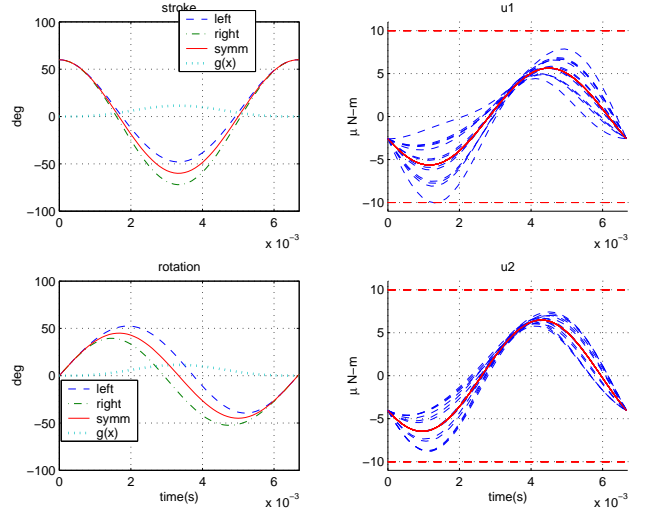 stroke
left
right
symm
g(x)
deg
100
50
0
−50
−100
0
2
4
6
x 10⁻³
u1
μ N−m
10
5
0
−5
−10
0
2
4
6
x 10⁻³
rotation
deg
100
50
0
left
right
symm
g(x)
−50
−100
0
2
4
6
x 10⁻³
time(s)
u2
μ N−m
10
5
0
−5
−10
0
2
4
6
x 10⁻³
time(s)